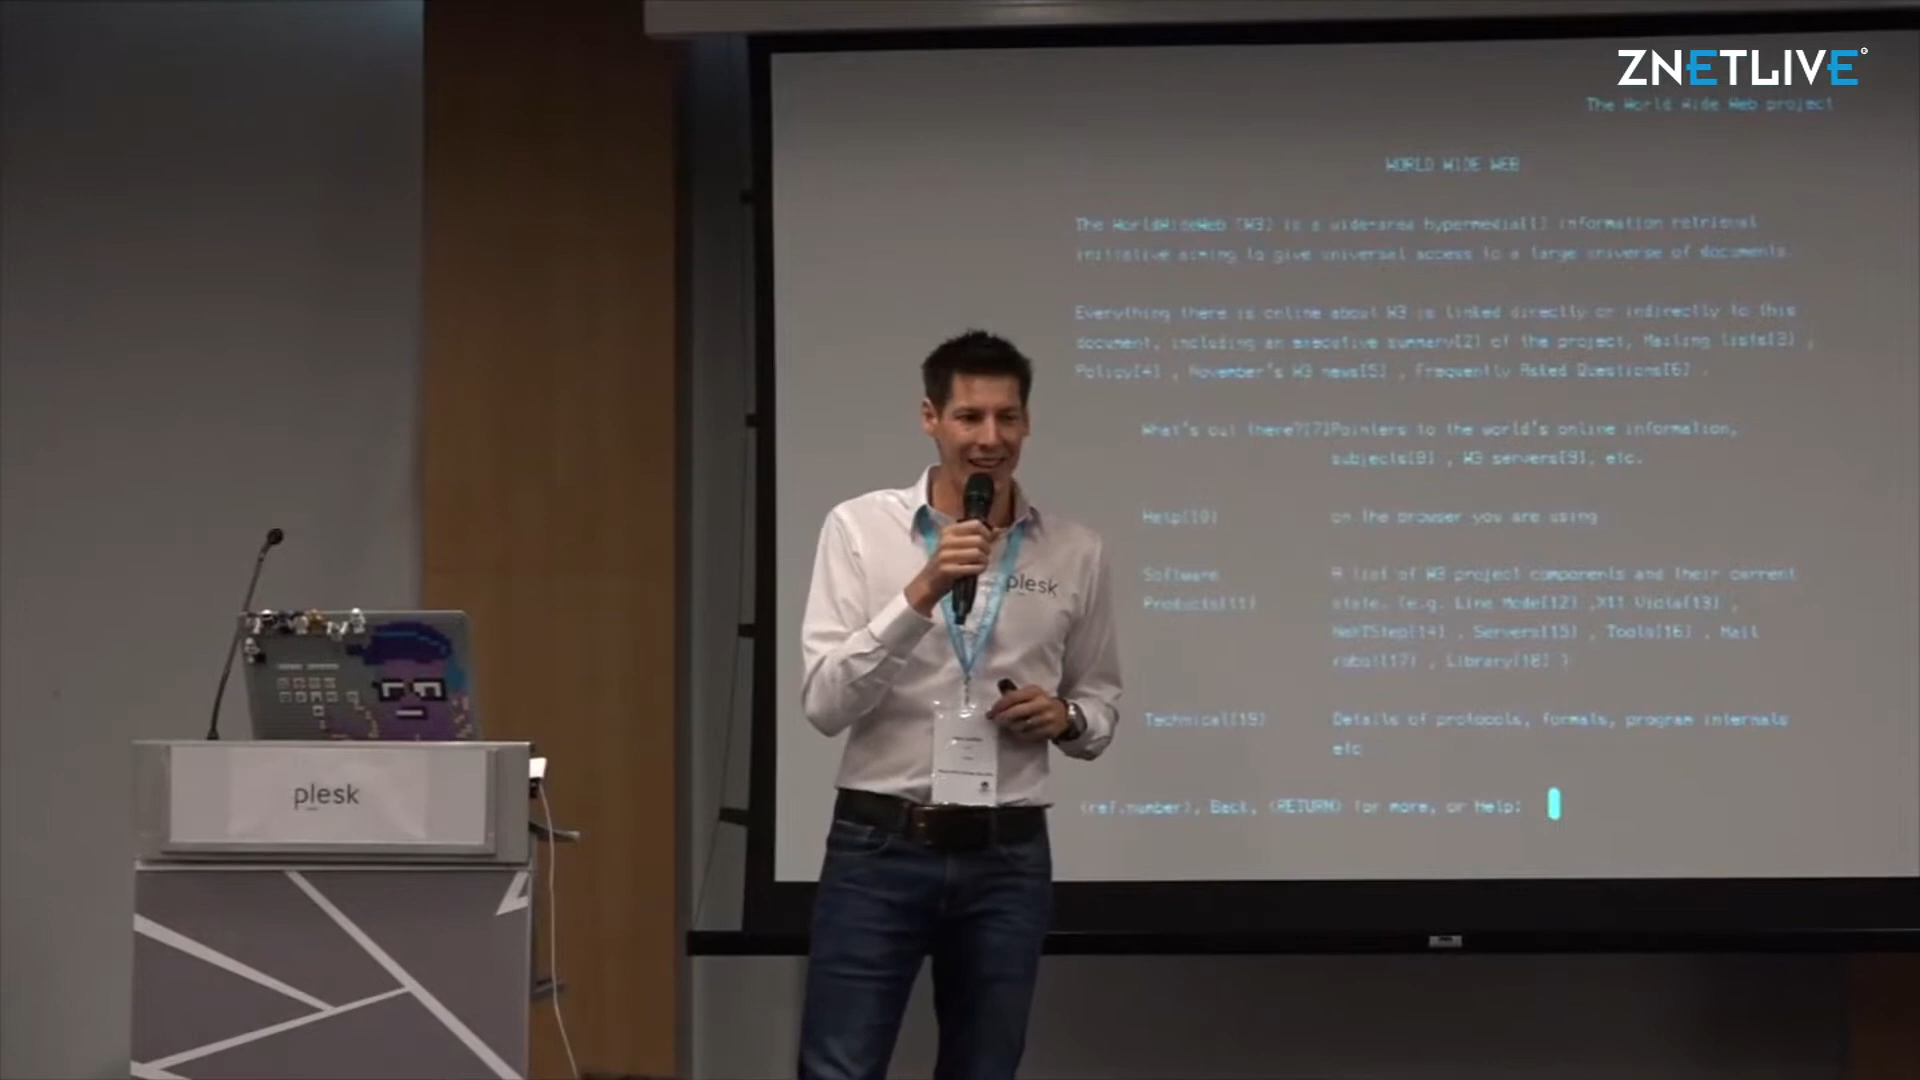 ZNETLIVE
The World Wide Web project
WORLD WIDE WEB
The WorldWideWeb (W3) is a wide-area hypermedia[1] information retrieval
initiative aiming to give universal access to a large universe of documents.
Everything there is online about W3 is linked directly or indirectly to this
document, including an executive summary[2] of the project, Mailing lists[3] ,
Policy[4] , November's W3 news[5] , Frequently Asked Questions[6] .
What's out there?[7]Pointers to the world's online information,
subjects[8] , W3 servers[9], etc.
Help[10] on the browser you are using
Software A list of W3 project components and their current
Products[11] state. (e.g. Line Mode[12] ,X11 Viola[13] ,
NeXTStep[14] , Servers[15] , Tools[16] , Mail
robot[17] , Library[18] )
Technical[19] Details of protocols, formats, program internals
etc
<ref.number>, Back, <RETURN> for more, or Help:
plesk
plesk